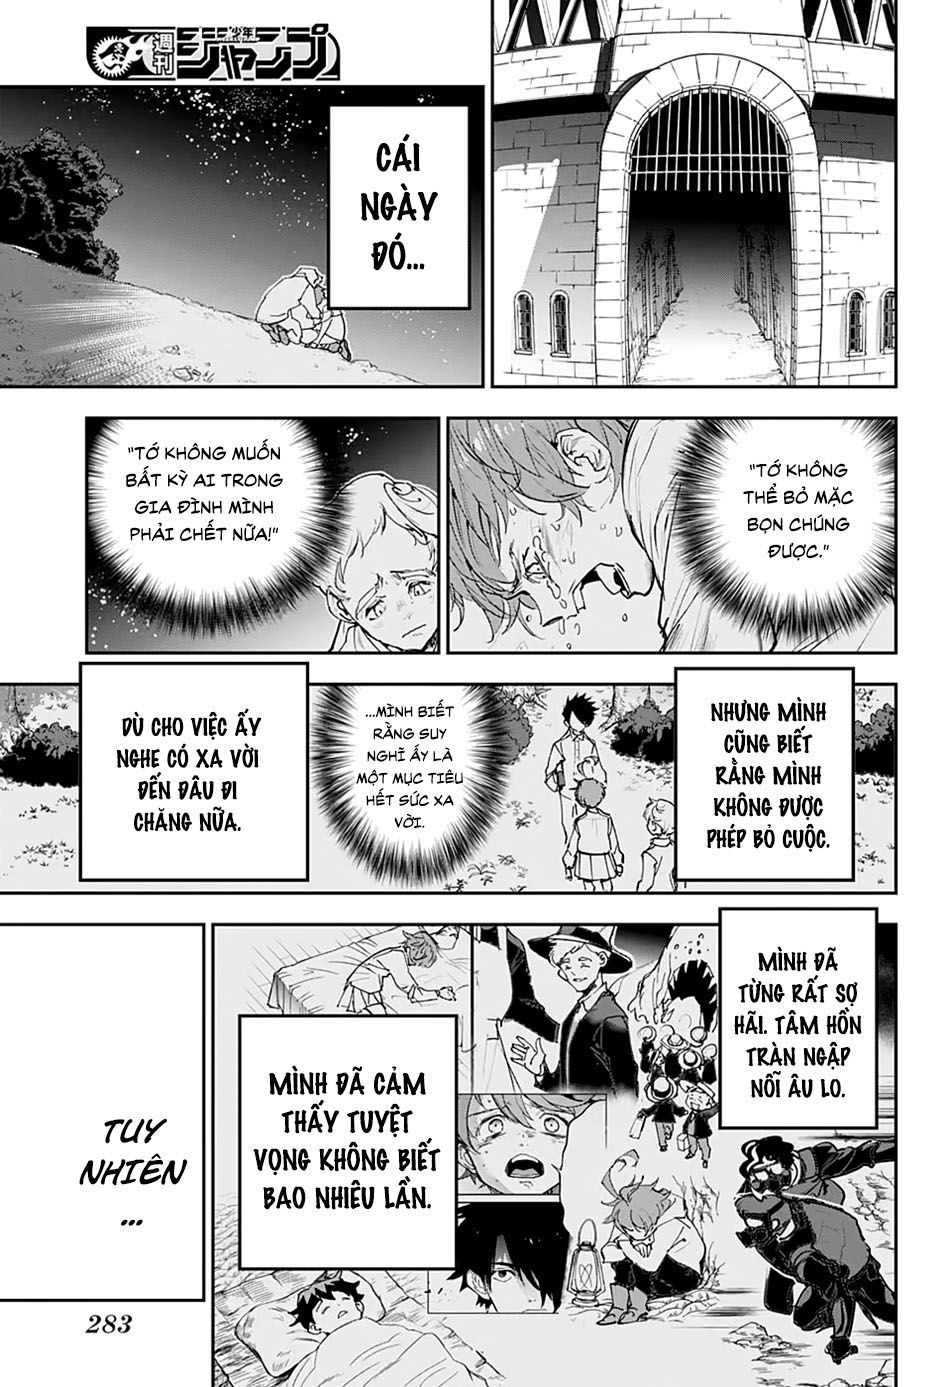 週刊少年ジャンプ
CÁI
NGÀY
ĐÓ...
"TỚ KHÔNG
THỂ BỎ MẶC
BỌN CHÚNG
ĐƯỢC."
"TỚ KHÔNG MUỐN
BẤT KỲ AI TRONG
GIA ĐÌNH MÌNH
PHẢI CHẾT NỮA!"
NHƯNG MÌNH
CŨNG BIẾT
RẰNG MÌNH
KHÔNG ĐƯỢC
PHÉP BỎ CUỘC.
...MÌNH BIẾT
RẰNG SUY
NGHĨ ẤY LÀ
MỘT MỤC TIÊU
HẾT SỨC XA
VỜI.
DÙ CHO VIỆC ẤY
NGHE CÓ XA VỜI
ĐẾN ĐÂU ĐI
CHĂNG NỮA.
MÌNH ĐÃ
TỪNG RẤT SỢ
HÃI. TÂM HỒN
TRÀN NGẬP
NỖI ÂU LO.
MÌNH ĐÃ CẢM
THẤY TUYỆT
VỌNG KHÔNG BIẾT
BAO NHIÊU LẦN.
TUY
NHIÊN
...
283